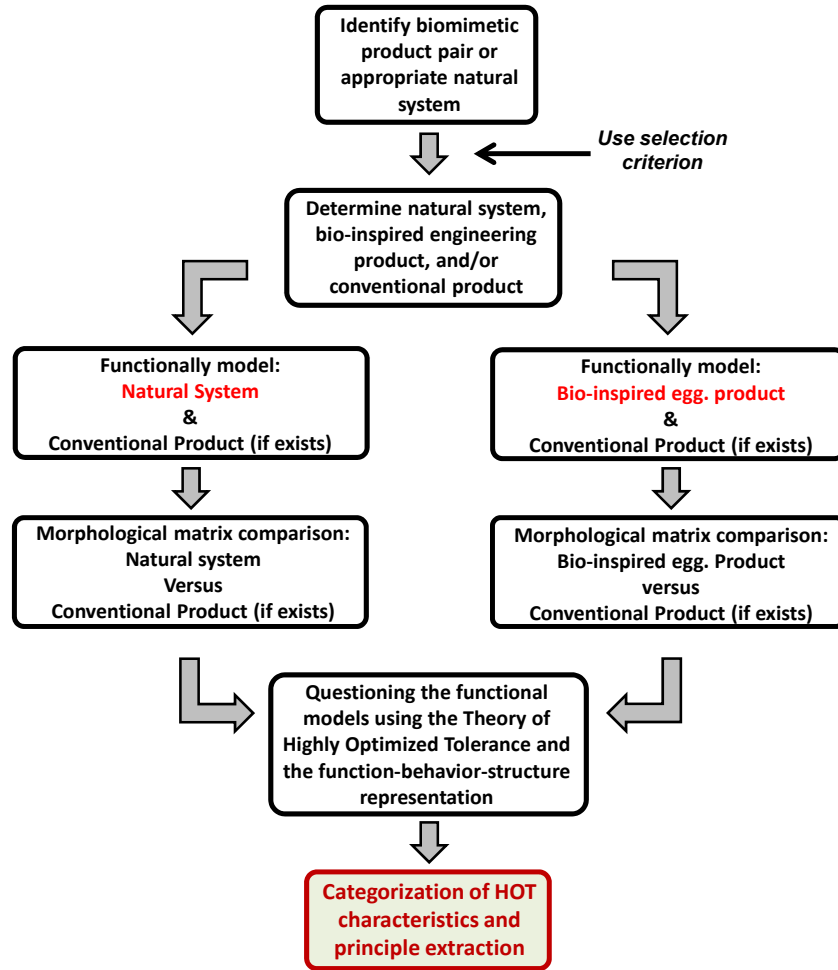 Identify biomimetic
product pair or
appropriate natural
system
Use selection
criterion
Determine natural system,
bio-inspired engineering
product, and/or
conventional product
Functionally model:
Natural System
&
Conventional Product (if exists)
Functionally model:
Bio-inspired egg. product
&
Conventional Product (if exists)
Morphological matrix comparison:
Natural system
Versus
Conventional Product (if exists)
Morphological matrix comparison:
Bio-inspired egg. Product
versus
Conventional Product (if exists)
Questioning the functional
models using the Theory of
Highly Optimized Tolerance and
the function-behavior-structure
representation
Categorization of HOT
characteristics and
principle extraction